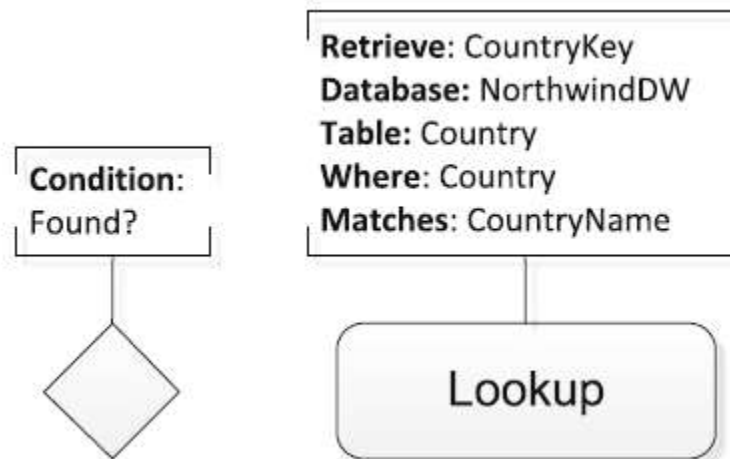 Condition:
Found?
Retrieve: CountryKey
Database: NorthwindDW
Table: Country
Where: Country
Matches: CountryName
Lookup